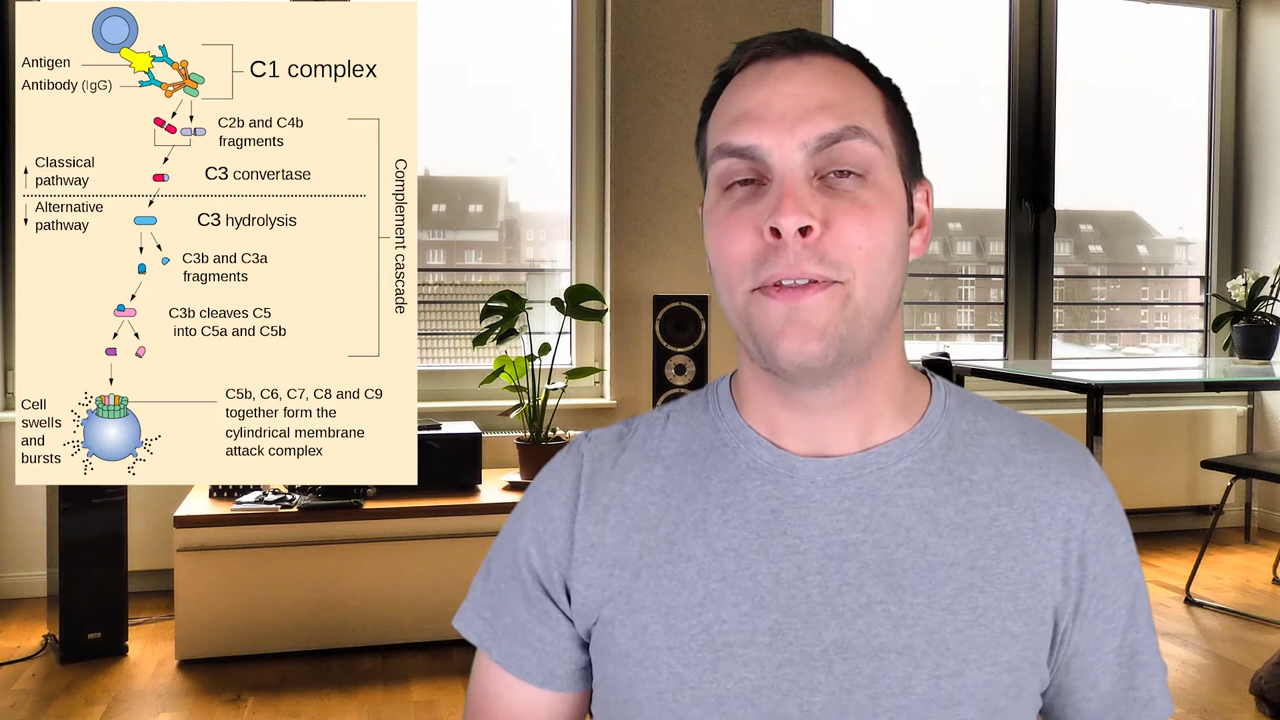 Antigen
Antibody (IgG)
C1 complex
C2b and C4b
fragments
Classical
pathway
C3 convertase
Alternative
pathway
C3 hydrolysis
C3b and C3a
fragments
C3b cleaves C5
into C5a and C5b
Complement cascade
Cell
swells
and
bursts
C5b, C6, C7, C8 and C9
together form the
cylindrical membrane
attack complex